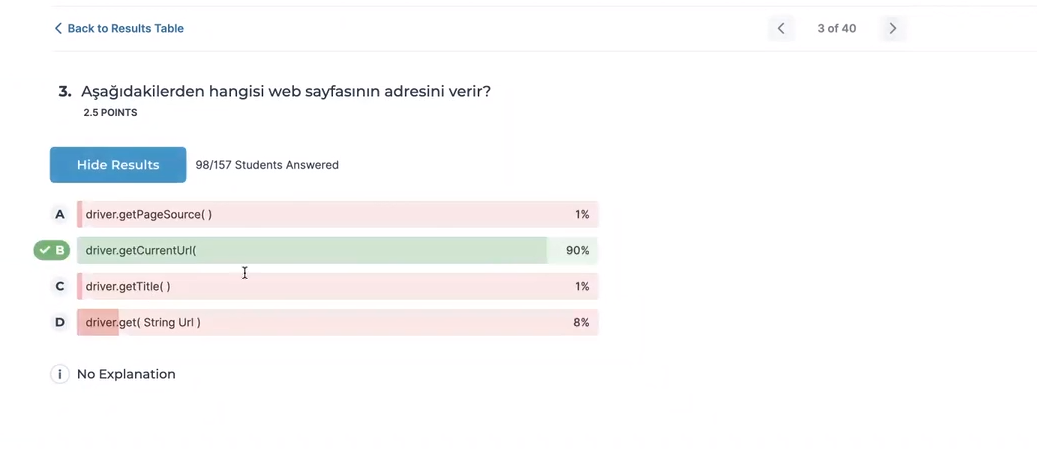 Back to Results Table
3 of 40
3. Aşağıdakilerden hangisi web sayfasının adresini verir?
2.5 POINTS
Hide Results
98/157 Students Answered
A driver.getPageSource( ) 1%
B driver.getCurrentUrl( 90%
C driver.getTitle( ) 1%
D driver.get( String Url ) 8%
i No Explanation